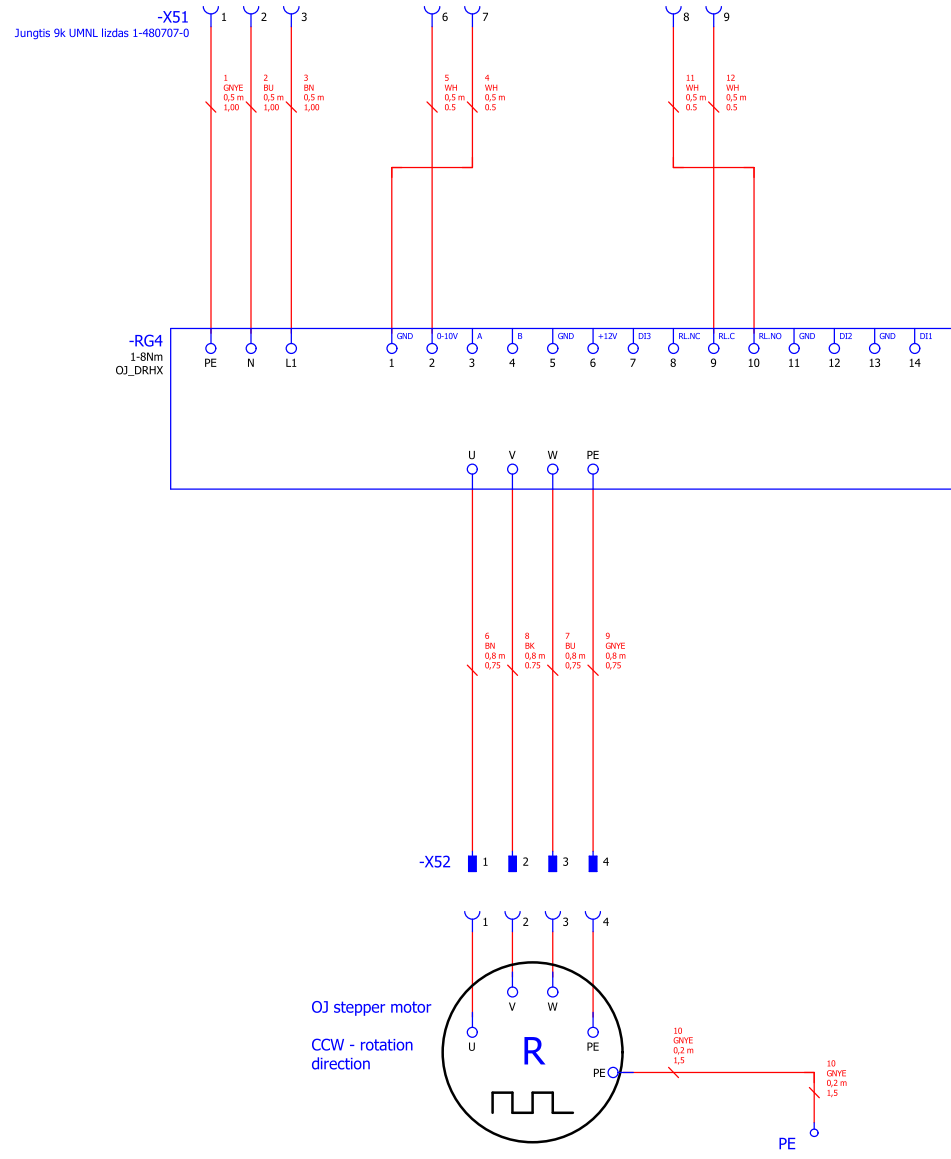 -X51
Jungtis 9k UMNL lizdas 1-480707-0
1 2 3 6 7 8 9
1
GNYE
0,5 m
1,00
2
BU
0,5 m
1,00
3
BN
0,5 m
1,00
5
WH
0,5 m
0.5
4
WH
0,5 m
0.5
11
WH
0,5 m
0.5
12
WH
0,5 m
0.5
-RG4
1-8Nm
OJ_DRHX
GND 0-10V A B GND +12V DI3 RL.NC RL.C RL.NO GND DI2 GND DI1
PE N L1 1 2 3 4 5 6 7 8 9 10 11 12 13 14
U V W PE
6
BN
0,8 m
0,75
8
BK
0,8 m
0.75
7
BU
0,8 m
0,75
9
GNYE
0,8 m
0,75
-X52 1 2 3 4
1 2 3 4
OJ stepper motor
CCW - rotation
direction
V W
U PE
R
PE
10
GNYE
0,2 m
1,5
10
GNYE
0,2 m
1,5
PE